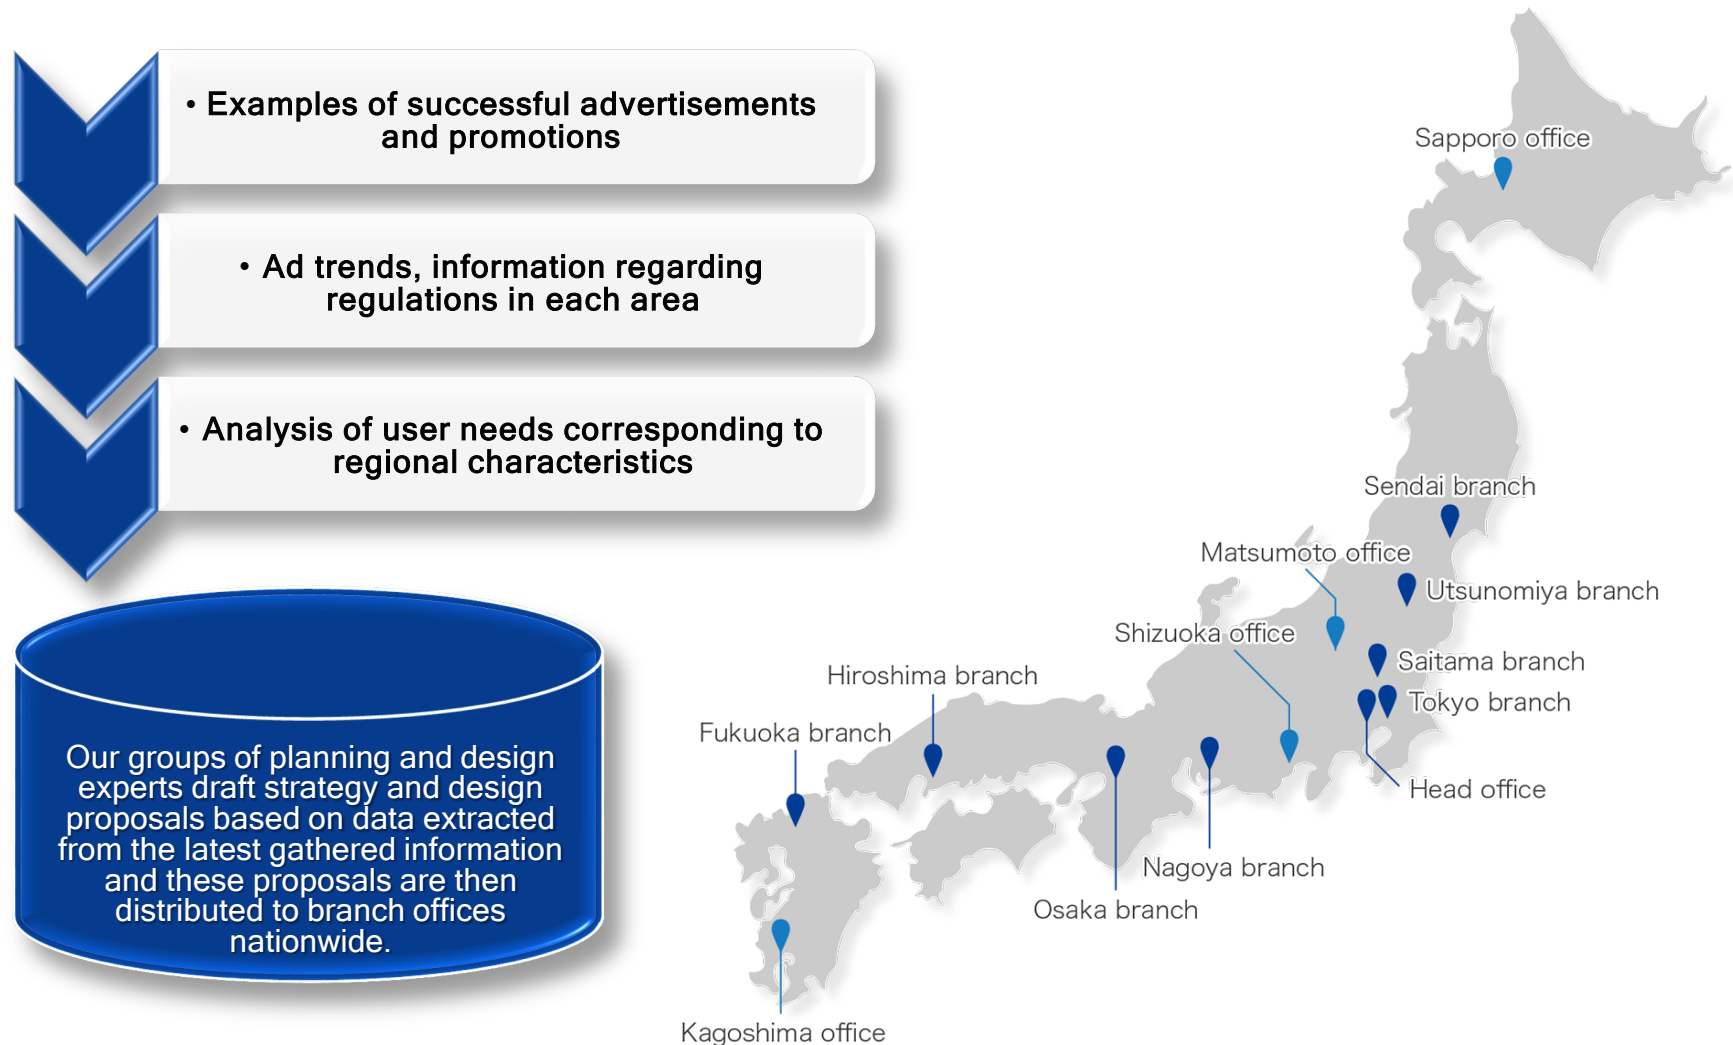 • Examples of successful advertisements
and promotions
• Ad trends, information regarding
regulations in each area
• Analysis of user needs corresponding to
regional characteristics
Our groups of planning and design
experts draft strategy and design
proposals based on data extracted
from the latest gathered information
and these proposals are then
distributed to branch offices
nationwide.
Sapporo office
Sendai branch
Matsumoto office
Utsunomiya branch
Shizuoka office
Saitama branch
Hiroshima branch
Tokyo branch
Fukuoka branch
Head office
Nagoya branch
Osaka branch
Kagoshima office